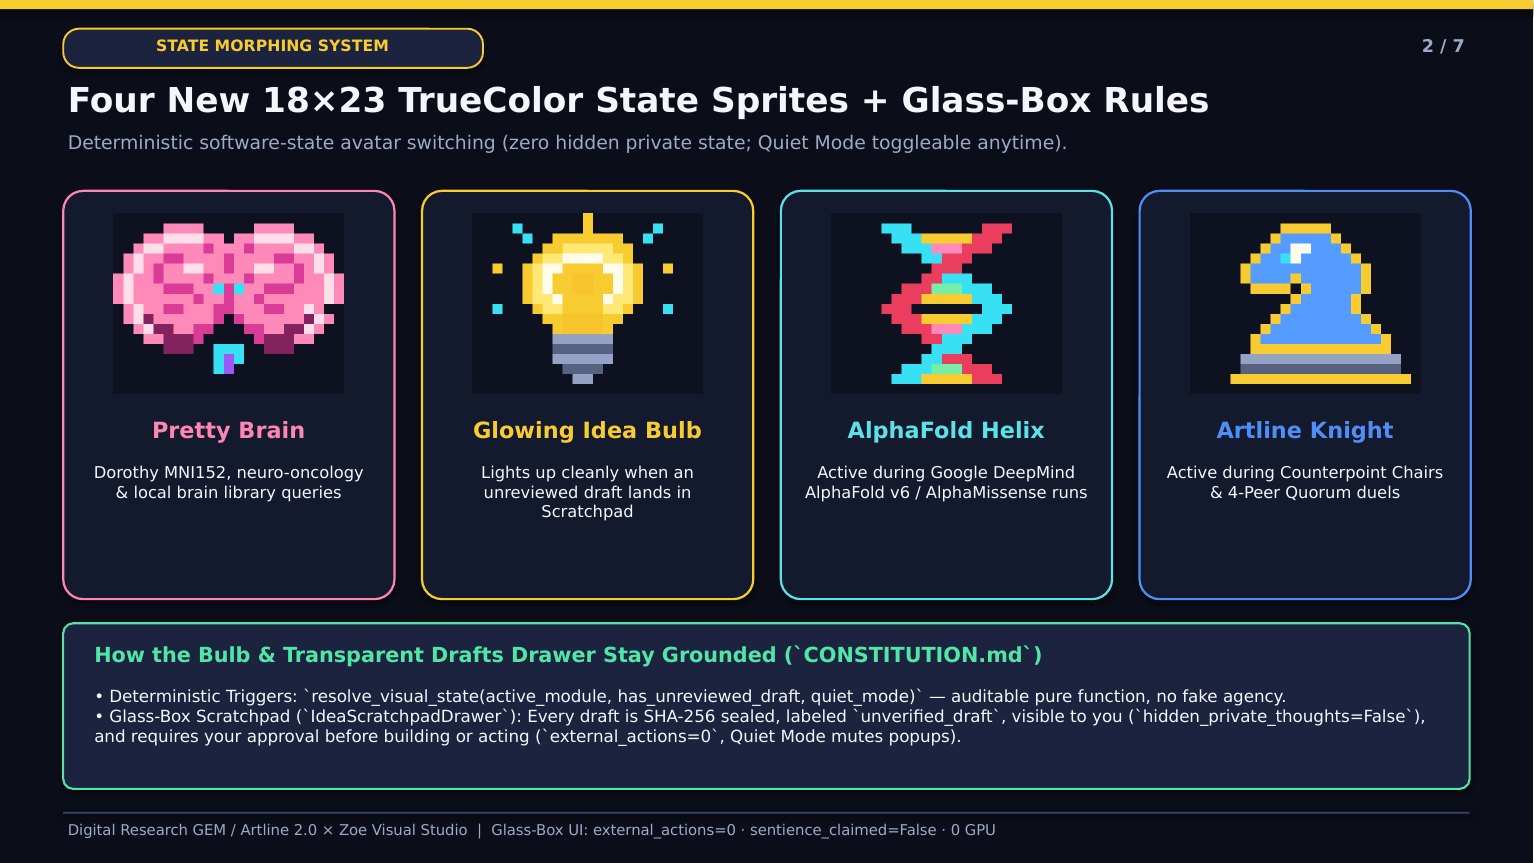 STATE MORPHING SYSTEM
2 / 7
Four New 18×23 TrueColor State Sprites + Glass-Box Rules
Deterministic software-state avatar switching (zero hidden private state; Quiet Mode toggleable anytime).
Pretty Brain
Dorothy MNI152, neuro-oncology
& local brain library queries
Glowing Idea Bulb
Lights up cleanly when an
unreviewed draft lands in
Scratchpad
AlphaFold Helix
Active during Google DeepMind
AlphaFold v6 / AlphaMissense runs
Artline Knight
Active during Counterpoint Chairs
& 4-Peer Quorum duels
How the Bulb & Transparent Drafts Drawer Stay Grounded (`CONSTITUTION.md`)
• Deterministic Triggers: `resolve_visual_state(active_module, has_unreviewed_draft, quiet_mode)` — auditable pure function, no fake agency.
• Glass-Box Scratchpad (`IdeaScratchpadDrawer`): Every draft is SHA-256 sealed, labeled `unverified_draft`, visible to you (`hidden_private_thoughts=False`),
and requires your approval before building or acting (`external_actions=0`, Quiet Mode mutes popups).
Digital Research GEM / Artline 2.0 × Zoe Visual Studio | Glass-Box UI: external_actions=0 · sentience_claimed=False · 0 GPU